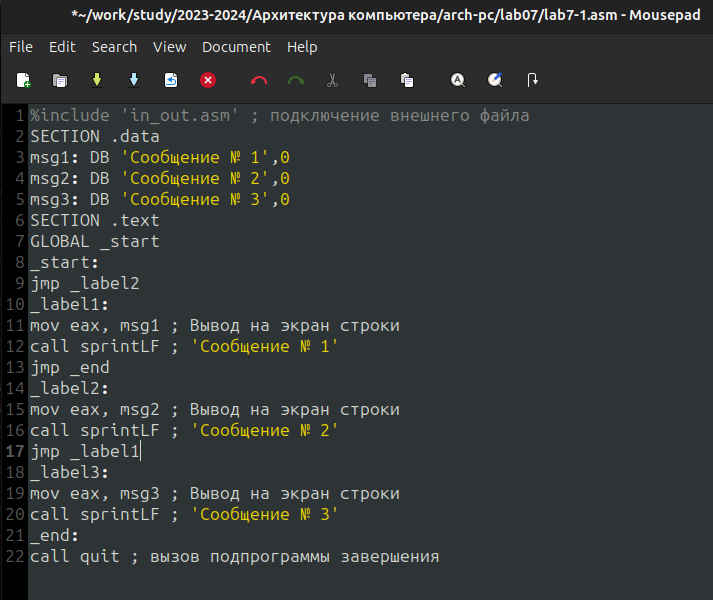 *~/work/study/2023-2024/Архитектура компьютера/arch-pc/lab07/lab7-1.asm - Mousepad
File Edit Search View Document Help
1 %include 'in_out.asm' ; подключение внешнего файла
2 SECTION .data
3 msg1: DB 'Сообщение № 1',0
4 msg2: DB 'Сообщение № 2',0
5 msg3: DB 'Сообщение № 3',0
6 SECTION .text
7 GLOBAL _start
8 _start:
9 jmp _label2
10 _label1:
11 mov eax, msg1 ; Вывод на экран строки
12 call sprintLF ; 'Сообщение № 1'
13 jmp _end
14 _label2:
15 mov eax, msg2 ; Вывод на экран строки
16 call sprintLF ; 'Сообщение № 2'
17 jmp _label1
18 _label3:
19 mov eax, msg3 ; Вывод на экран строки
20 call sprintLF ; 'Сообщение № 3'
21 _end:
22 call quit ; вызов подпрограммы завершения